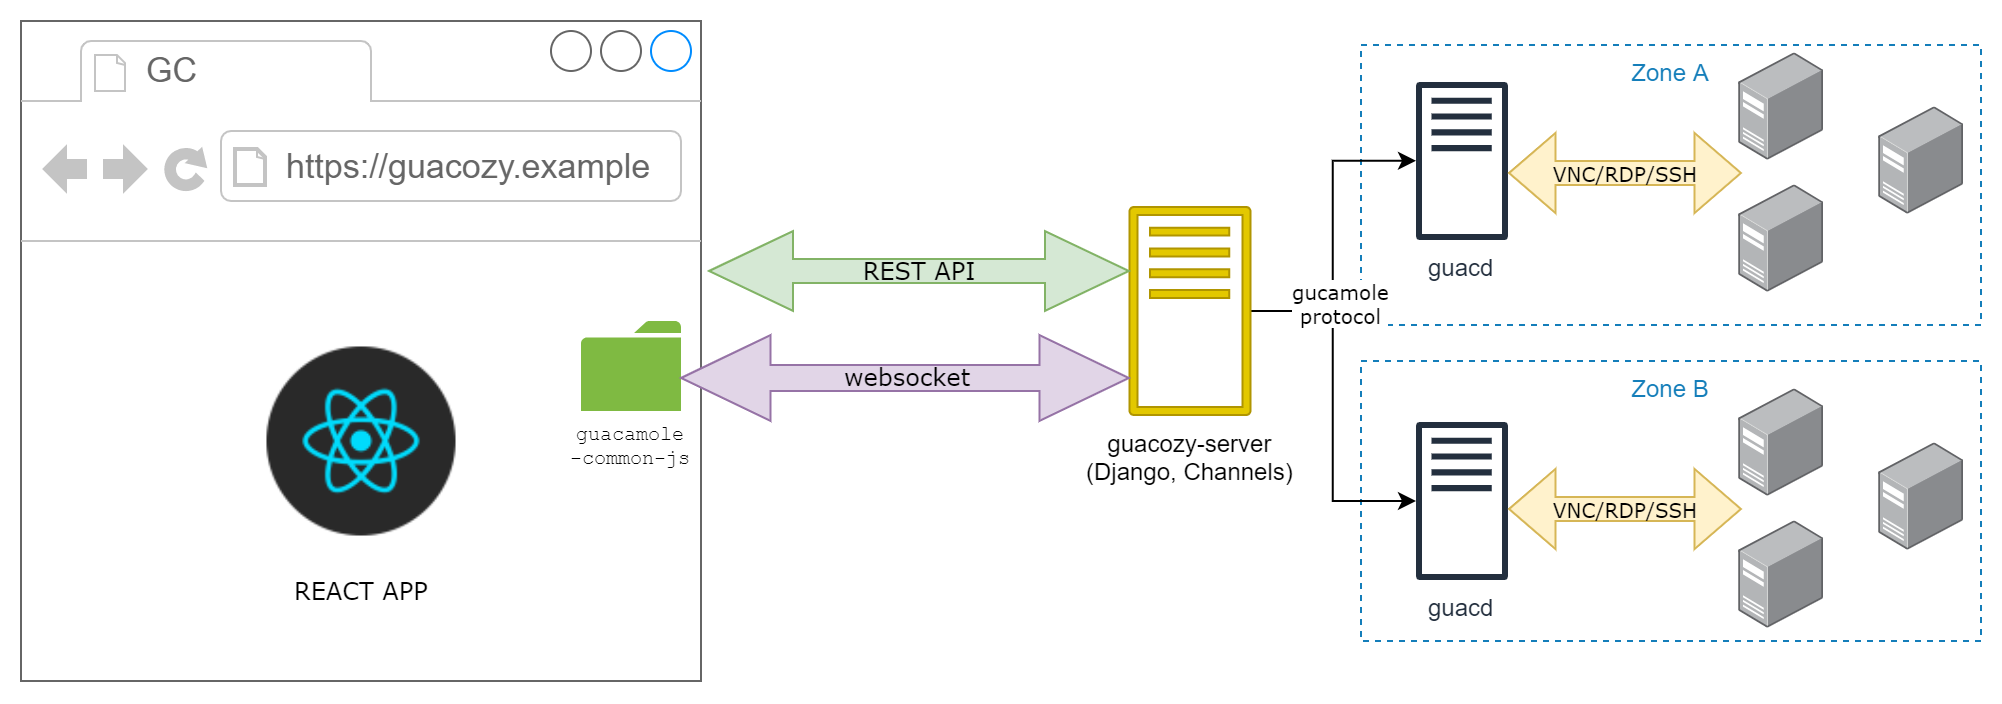 GC
https://guacozy.example
REACT APP
guacamole
-common-js
REST API
websocket
guacozy-server
(Django, Channels)
gucamole
protocol
Zone A
guacd
VNC/RDP/SSH
Zone B
guacd
VNC/RDP/SSH